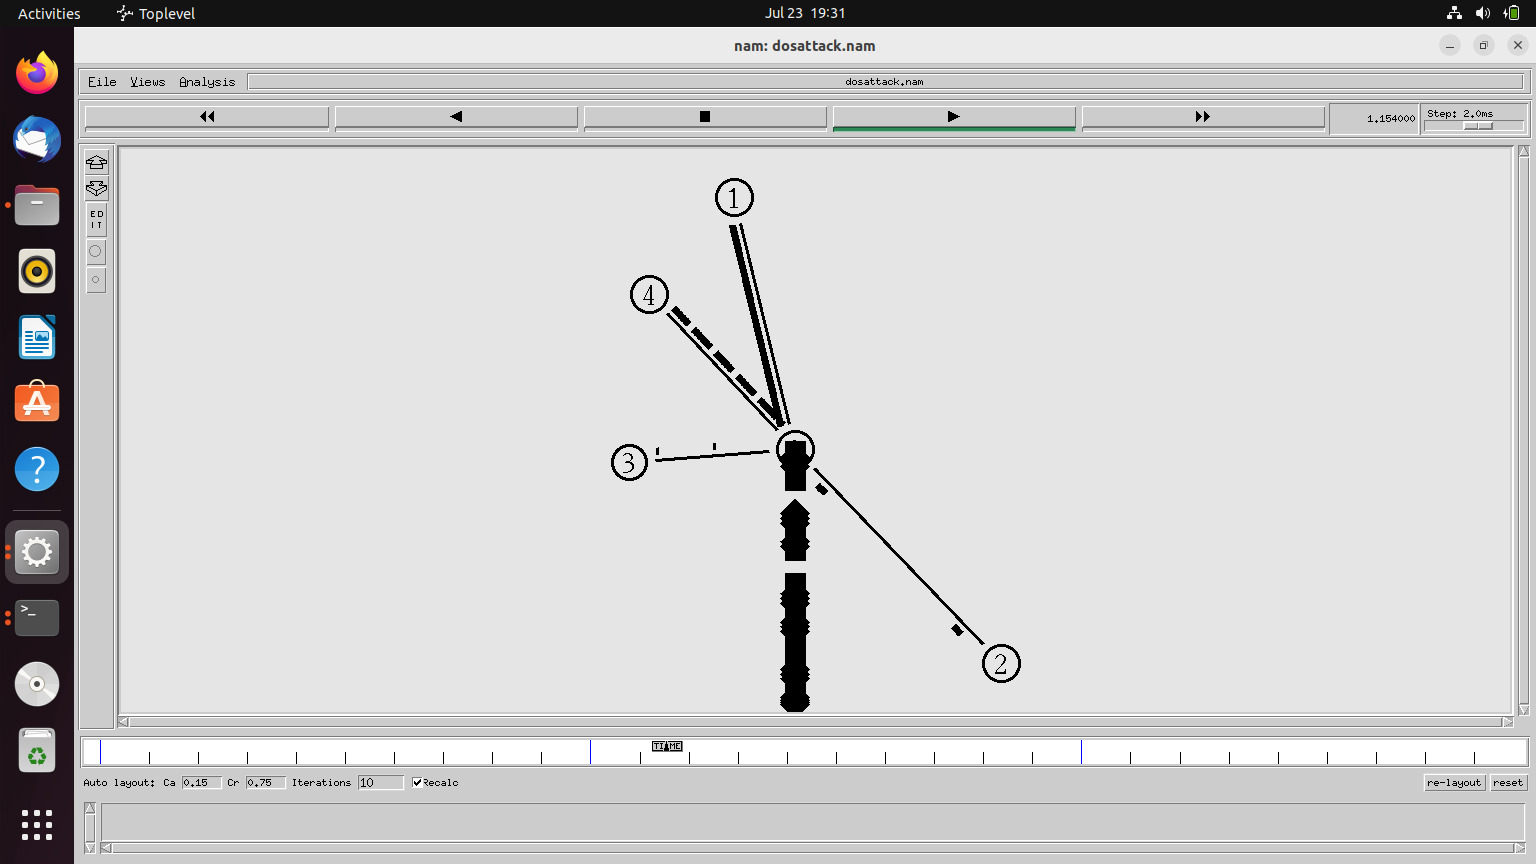 Activities Toplevel Jul 23 19:31
nam: dosattack.nam
File Views Analysis dosattack.nam
1.154000 Step: 2.0ms
ED
IT
1
4
3
2
TIME
Auto layout: Ca 0.15 Cr 0.75 Iterations 10 Recalc re-layout reset